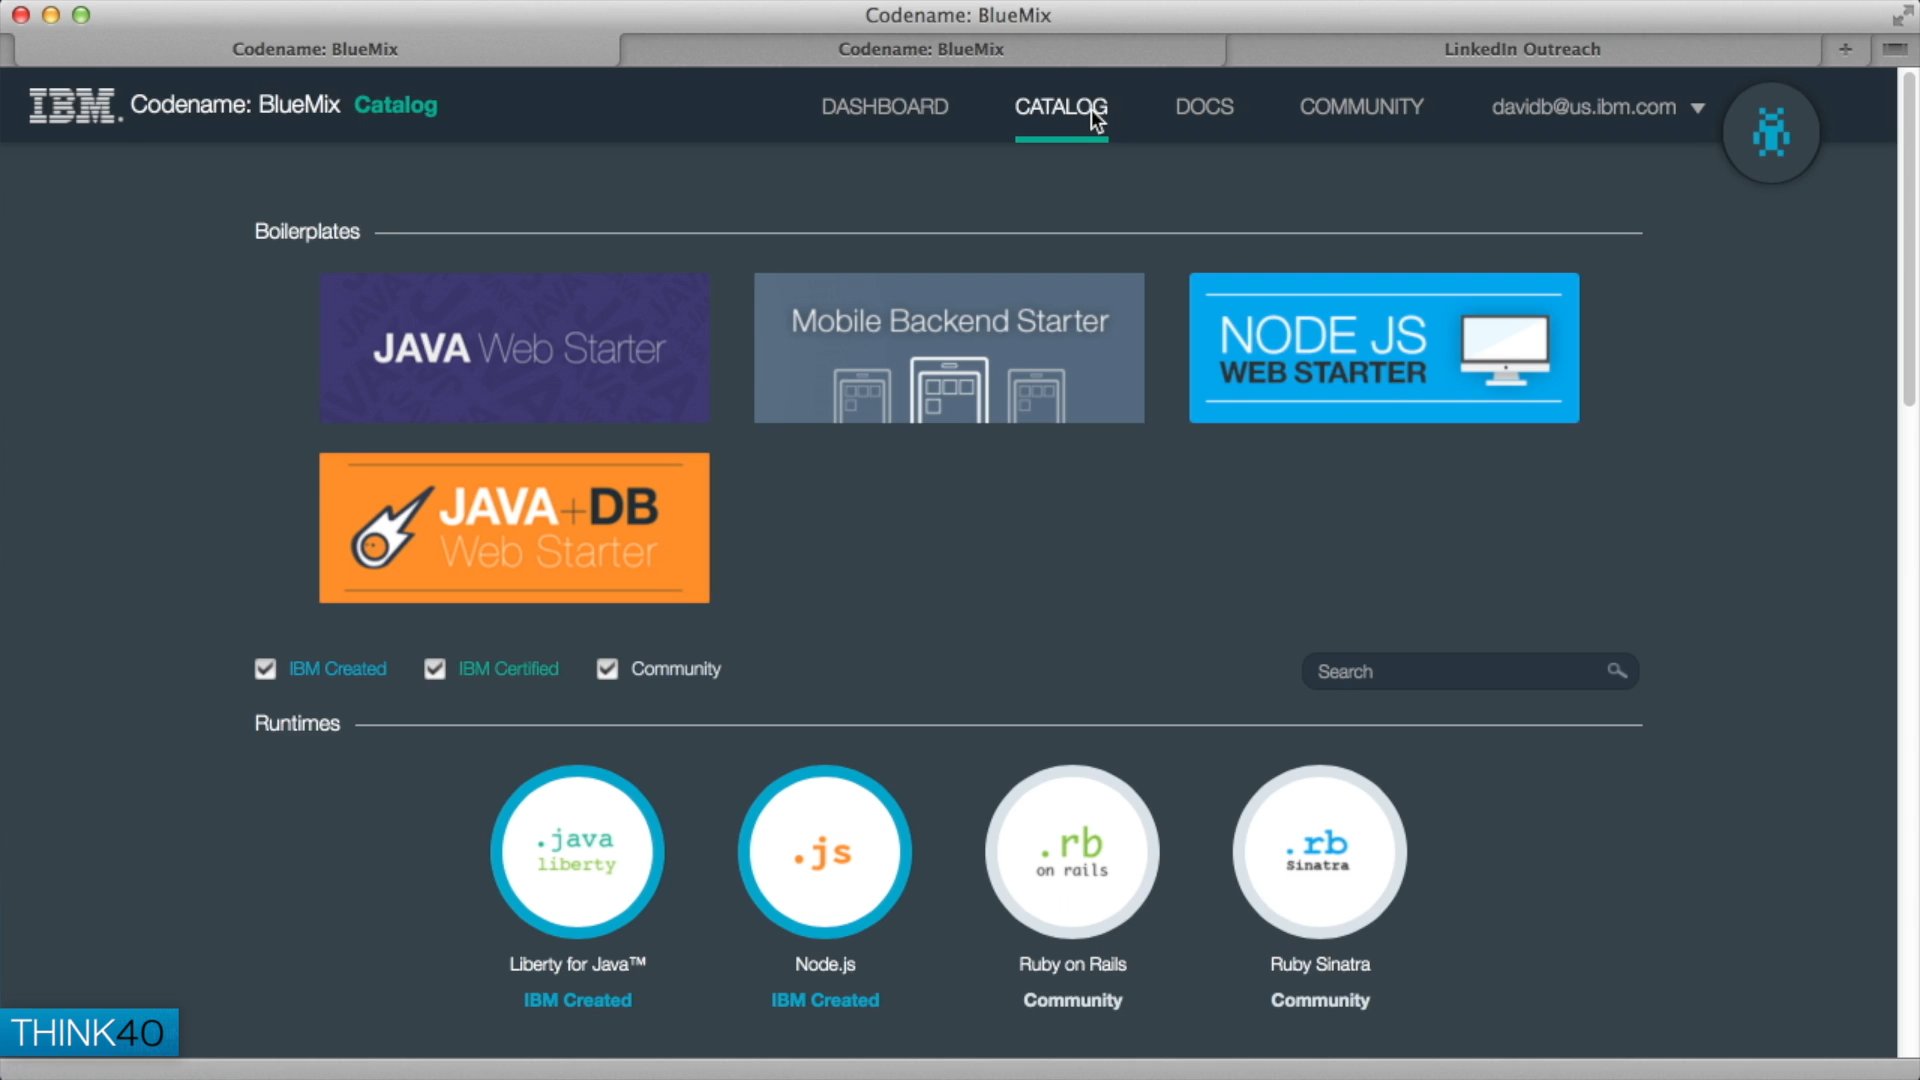 Codename: BlueMix
Codename: BlueMix
Codename: BlueMix
LinkedIn Outreach
IBM. Codename: BlueMix Catalog
DASHBOARD
CATALOG
DOCS
COMMUNITY
davidb@us.ibm.com
Boilerplates
JAVA Web Starter
Mobile Backend Starter
NODE JS
WEB STARTER
JAVA+DB
Web Starter
IBM Created
IBM Certified
Community
Search
Runtimes
.java
liberty
.js
.rb
on rails
.rb
Sinatra
Liberty for Java™
Node.js
Ruby on Rails
Ruby Sinatra
IBM Created
IBM Created
Community
Community
THINK40